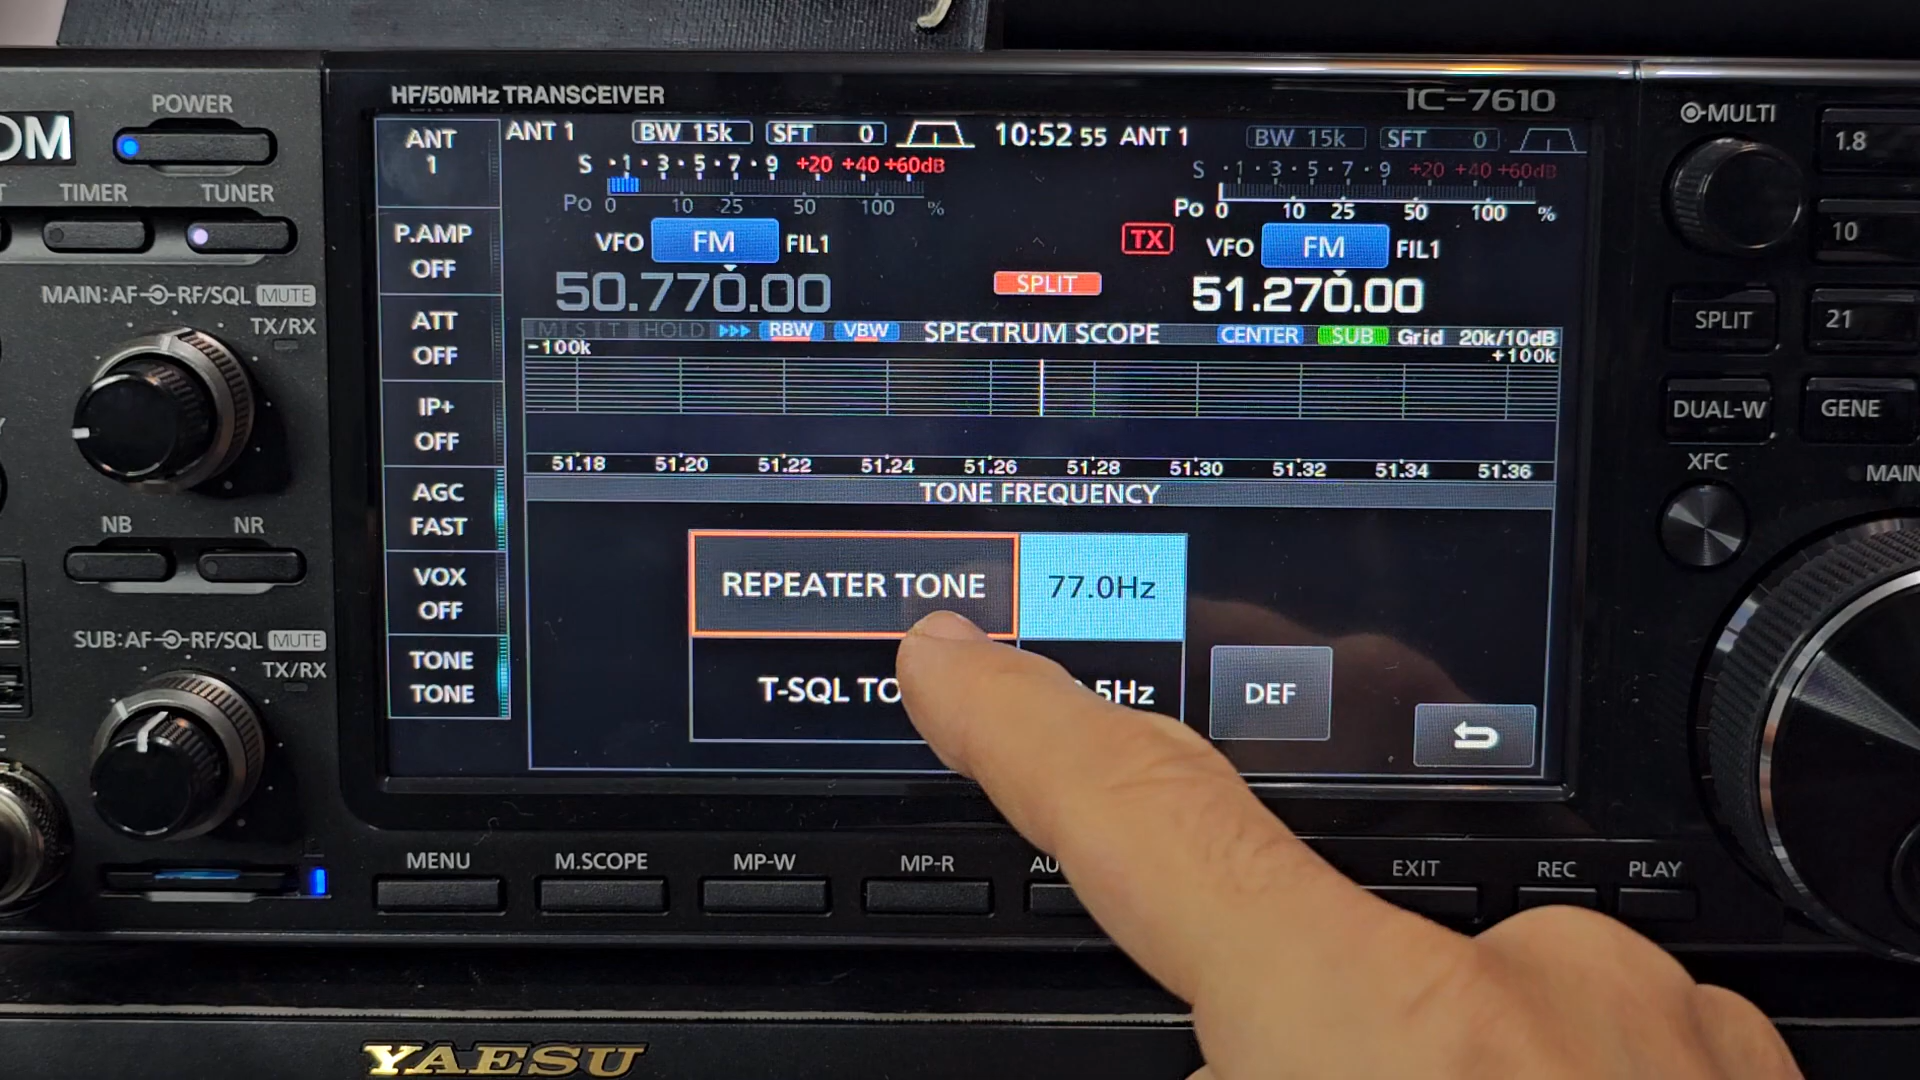 HF/50MHz TRANSCEIVER
IC-7610
POWER
TIMER
TUNER
MAIN:AF RF/SQL MUTE
TX/RX
NB
NR
SUB:AF RF/SQL MUTE
TX/RX
ANT
1
P.AMP
OFF
ATT
OFF
IP+
OFF
AGC
FAST
VOX
OFF
TONE
TONE
ANT 1 BW 15k SFT 0 10:52 55 ANT 1 BW 15k SFT 0
S 1 3 5 7 9 +20 +40 +60dB
Po 0 10 25 50 100 %
S 1 3 5 7 9 +20 +40 +60dB
Po 0 10 25 50 100 %
VFO FM FIL1
TX VFO FM FIL1
50.770.00
SPLIT
51.270.00
HOLD RBW VBW SPECTRUM SCOPE CENTER SUB Grid 20k/10dB
-100k
+100k
51.18 51.20 51.22 51.24 51.26 51.28 51.30 51.32 51.34 51.36
TONE FREQUENCY
REPEATER TONE 77.0Hz
T-SQL
DEF
MENU
M.SCOPE
MP-W
MP-R
EXIT
REC
PLAY
MULTI
1.8
10
SPLIT
21
DUAL-W
GENE
XFC
MAIN
YAESU